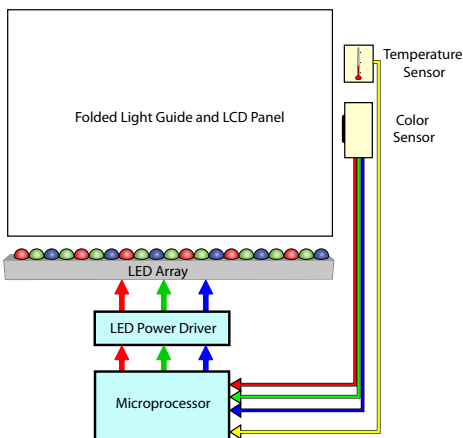 Temperature
Sensor
Folded Light Guide and LCD Panel
Color
Sensor
LED Array
LED Power Driver
Microprocessor